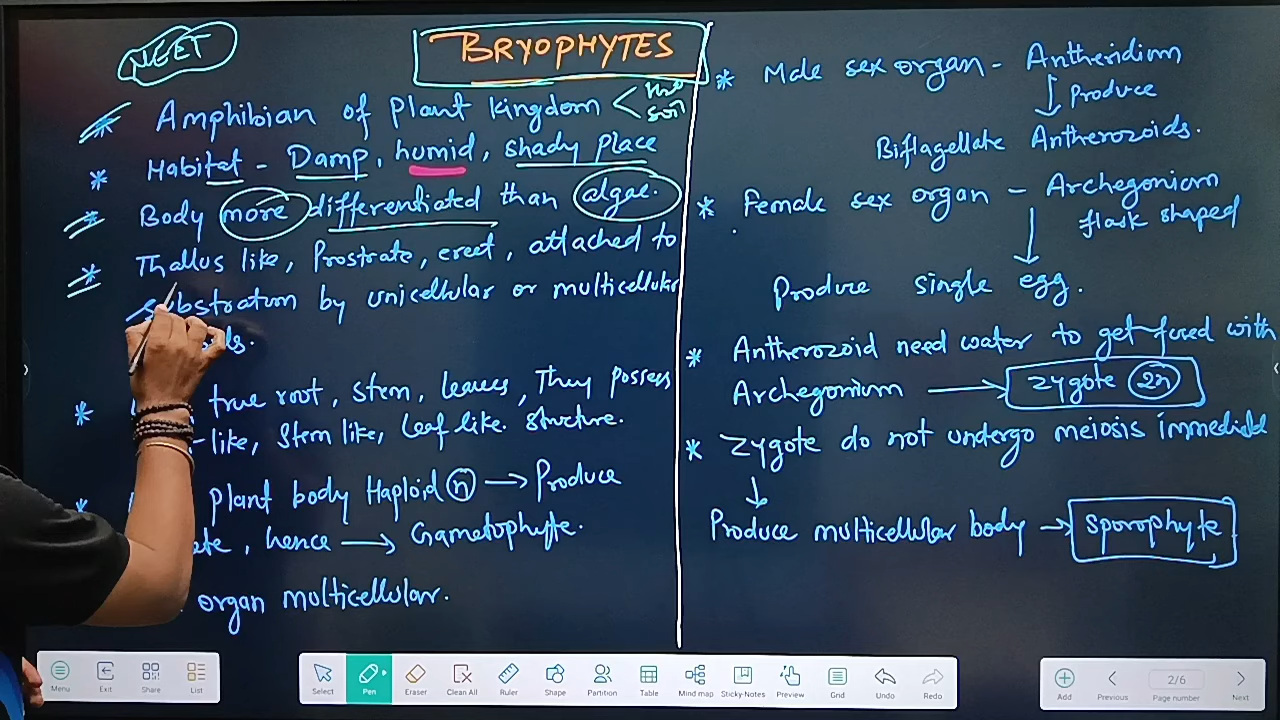 NEET
BRYOPHYTES
* Amphibian of Plant kingdom <
* Habitat - Damp, humid, shady place
* Body more differentiated than algae.
* Thallus like, Prostrate, erect, attached to
substratum by unicellular or multicellular
ds.
* true root, stem, leaves, They possess
- like, Stem like, Leaf like. structure.
* plant body Haploid (n) → Produce
ete, hence → Gametophyte.
organ multicellular.
* Male sex organ - Antheridium
↓ Produce
Biflagellate Antherozoids.
* Female sex organ - Archegonium
flask shaped
Produce single egg.
* Antherozoid need water to get fused with
Archegonium → Zygote (2n)
* Zygote do not undergo meiosis
↓
Produce multicellular body → Sporophyte
Menu Exit Share List
Select Pen Eraser Clean All Ruler Shape Partition Table Mind map Sticky-Notes Preview Grid Undo Redo
Add Previous 2/6 Page number Next